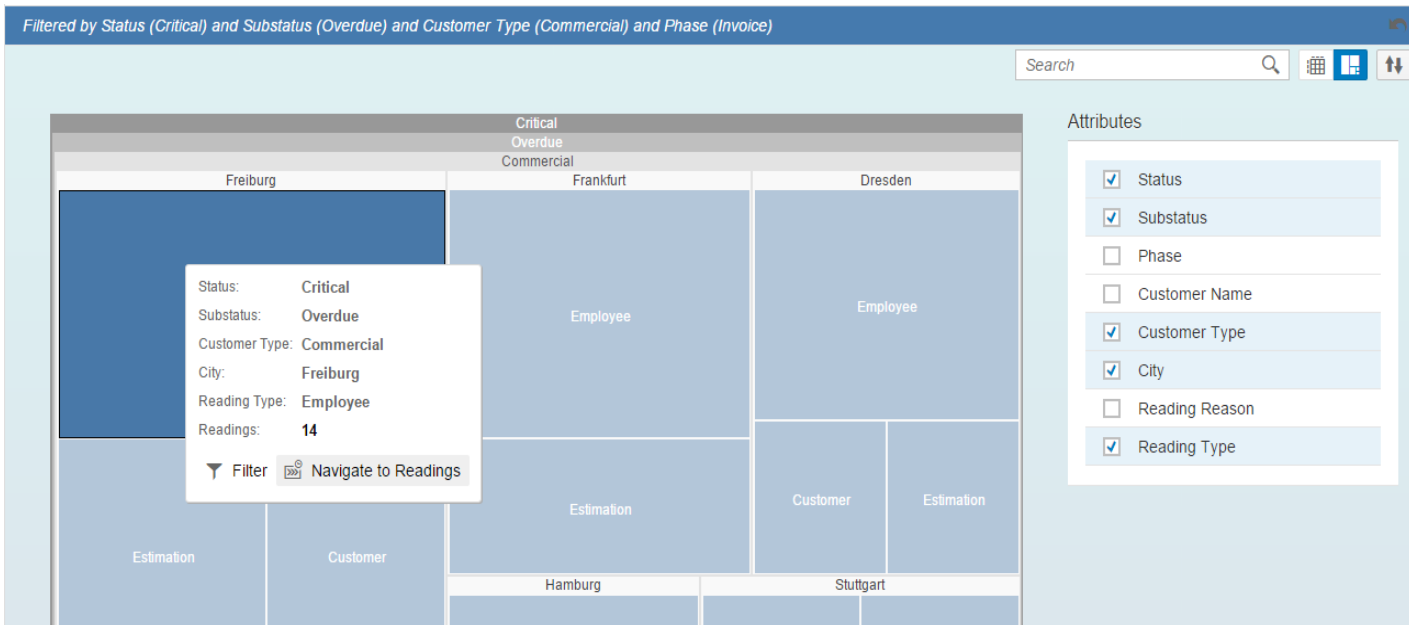 Filtered by Status (Critical) and Substatus (Overdue) and Customer Type (Commercial) and Phase (Invoice)
Search
Critical
Overdue
Commercial
Freiburg
Frankfurt
Dresden
Employee
Employee
Status: Critical
Substatus: Overdue
Customer Type: Commercial
City: Freiburg
Reading Type: Employee
Readings: 14
Filter
Navigate to Readings
Estimation
Customer
Estimation
Customer
Estimation
Hamburg
Stuttgart
Attributes
Status
Substatus
Phase
Customer Name
Customer Type
City
Reading Reason
Reading Type